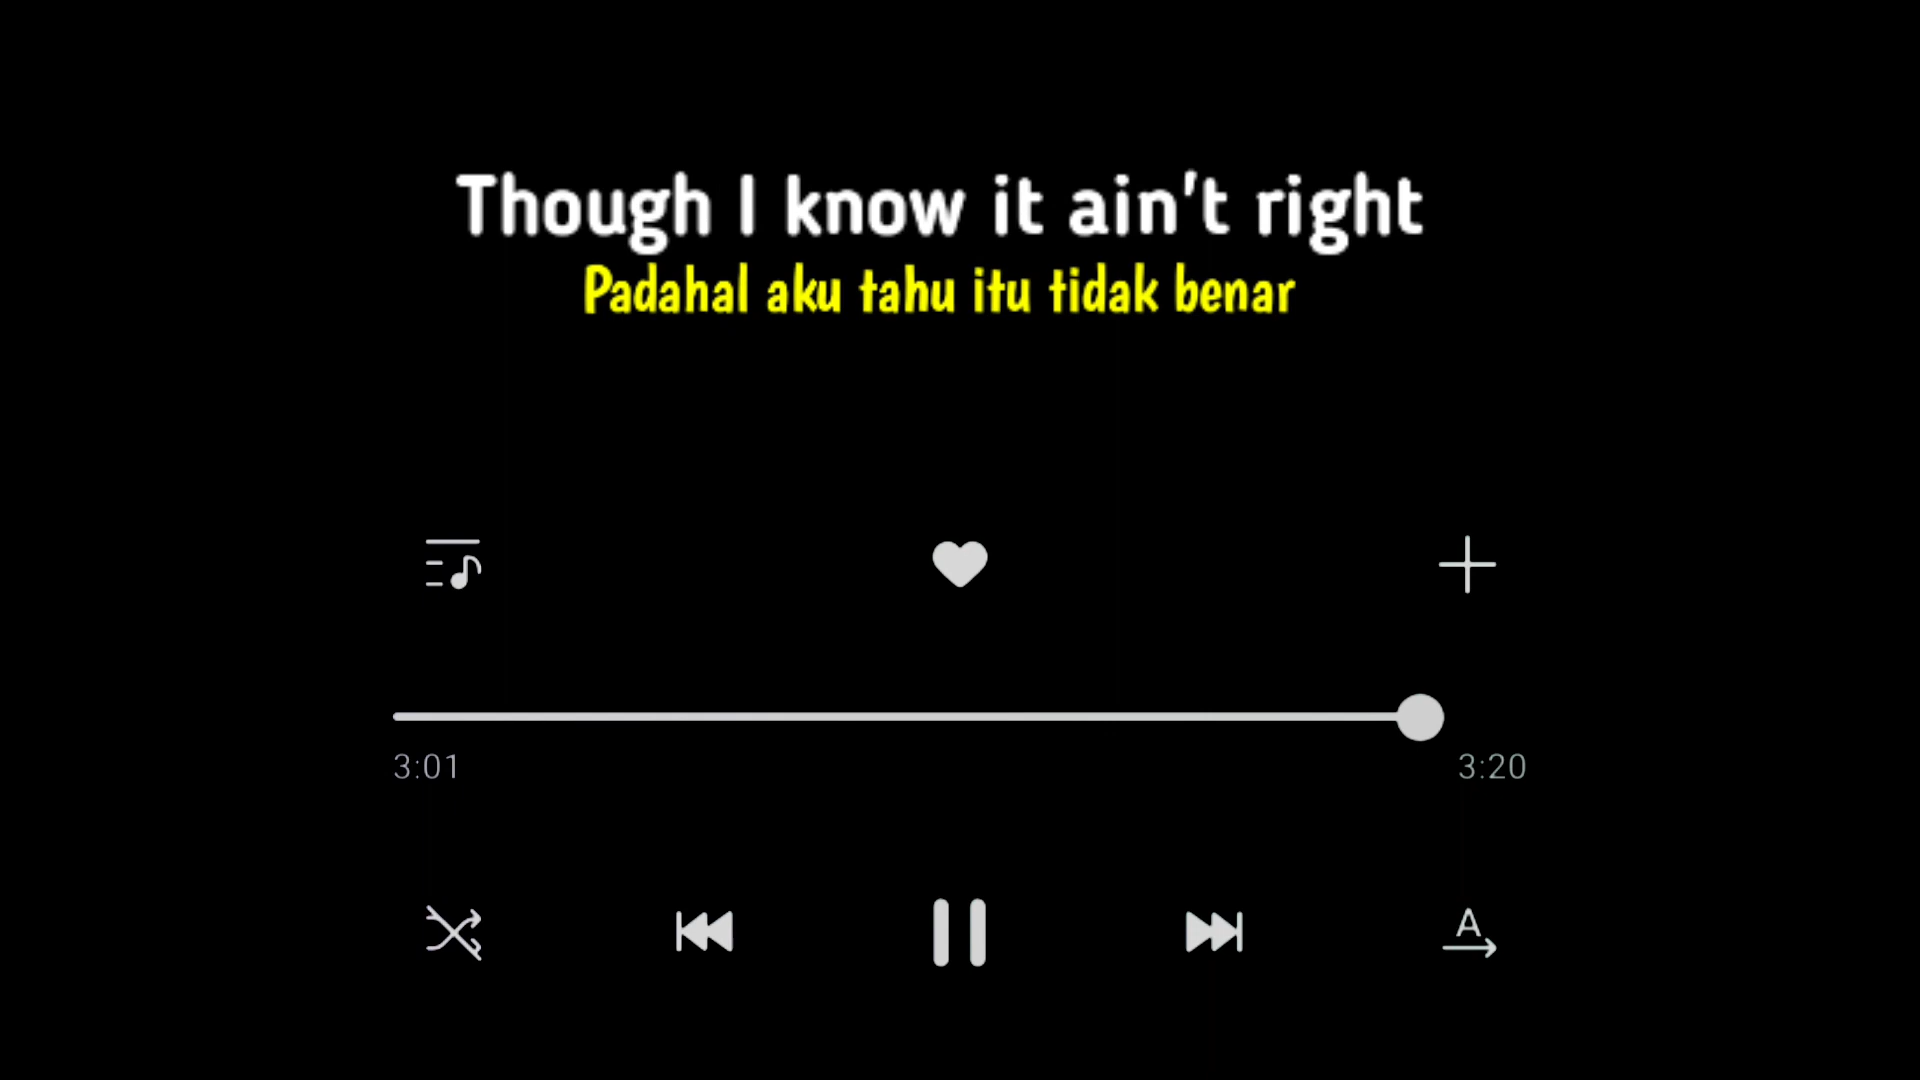 Though I know it ain't right
Padahal aku tahu itu tidak benar
3:01
3:20
A